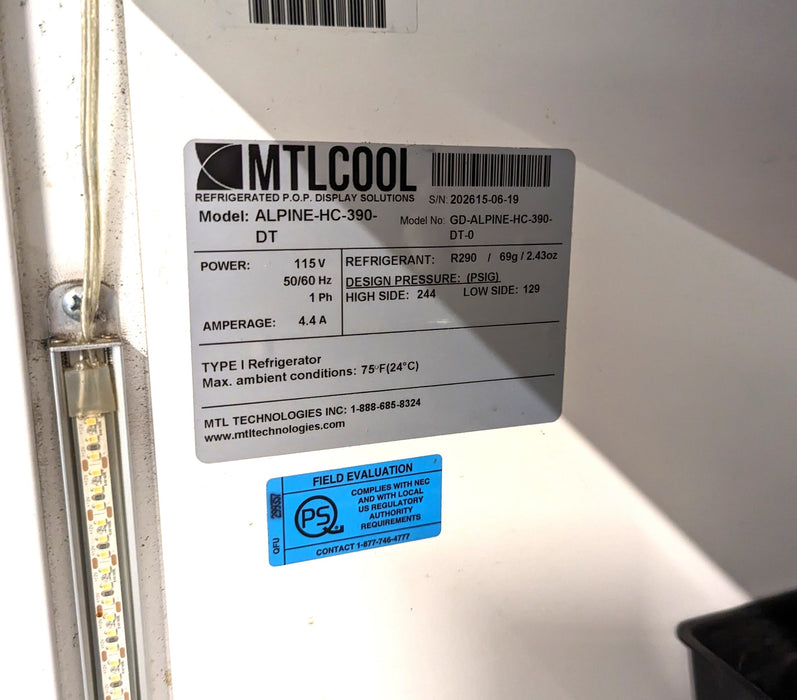 MTLCOOL
REFRIGERATED P.O.P. DISPLAY SOLUTIONS
S/N: 202615-06-19
Model: ALPINE-HC-390-
DT
Model No: GD-ALPINE-HC-390-
DT-0
POWER: 115 V
50/60 Hz
1 Ph
AMPERAGE: 4.4 A
REFRIGERANT: R290 / 69g / 2.43oz
DESIGN PRESSURE: (PSIG)
HIGH SIDE: 244 LOW SIDE: 129
TYPE I Refrigerator
Max. ambient conditions: 75°F(24°C)
MTL TECHNOLOGIES INC: 1-888-685-8324
www.mtltechnologies.com
FIELD EVALUATION
QFU
PSQ
COMPLIES WITH NEC
AND WITH LOCAL
US REGULATORY
AUTHORITY
REQUIREMENTS
CONTACT 1-877-746-4777